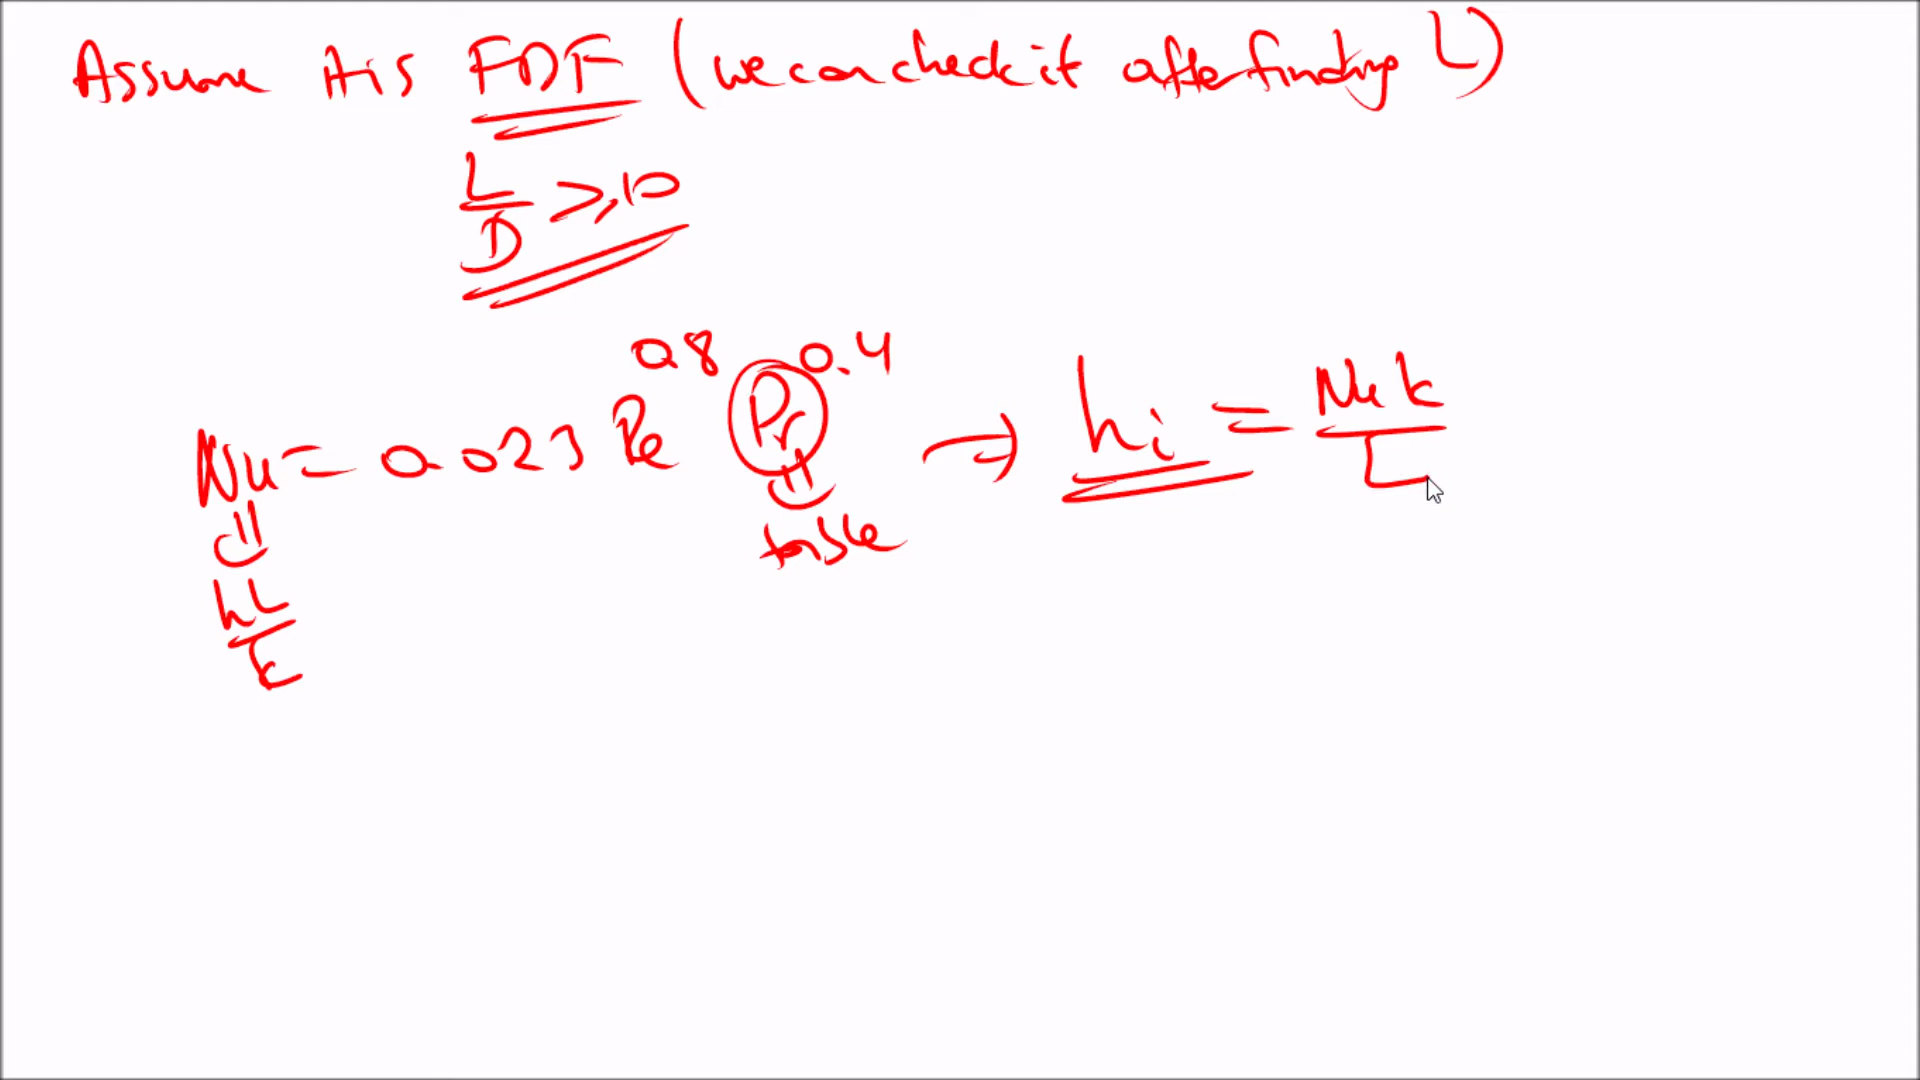 Assume it is FDF (we can check it after finding L)
L/D ≥ 10
Nu = 0.023 Re^0.8 Pr^0.4 → hi = Nu k / L
= table
= hL/k